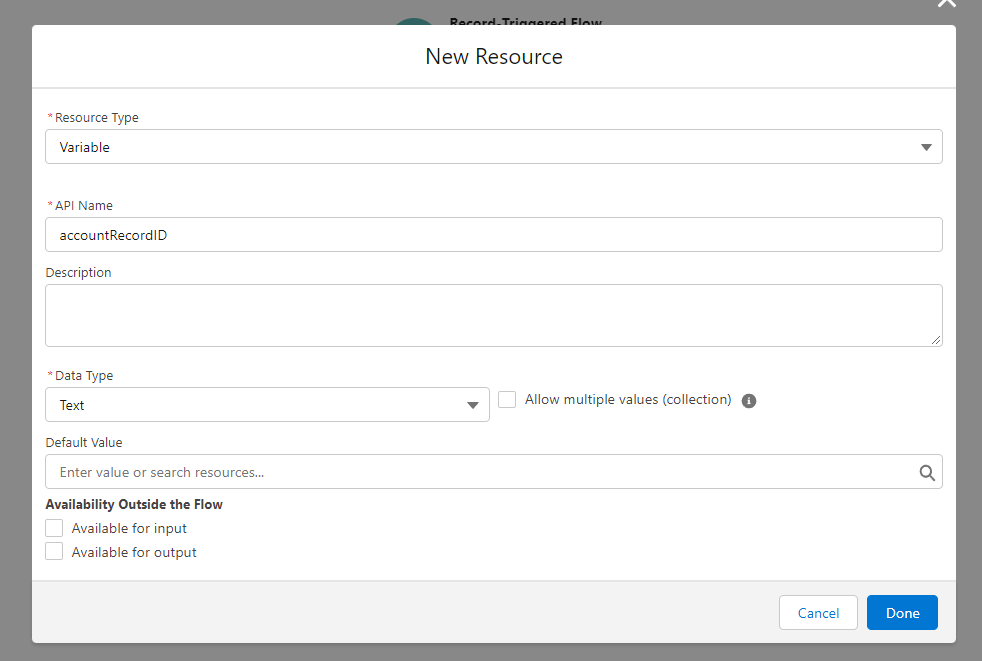 Record-Triggered Flow
New Resource
* Resource Type
Variable
* API Name
accountRecordID
Description
* Data Type
Text
Allow multiple values (collection)
Default Value
Enter value or search resources...
Availability Outside the Flow
Available for input
Available for output
Cancel
Done